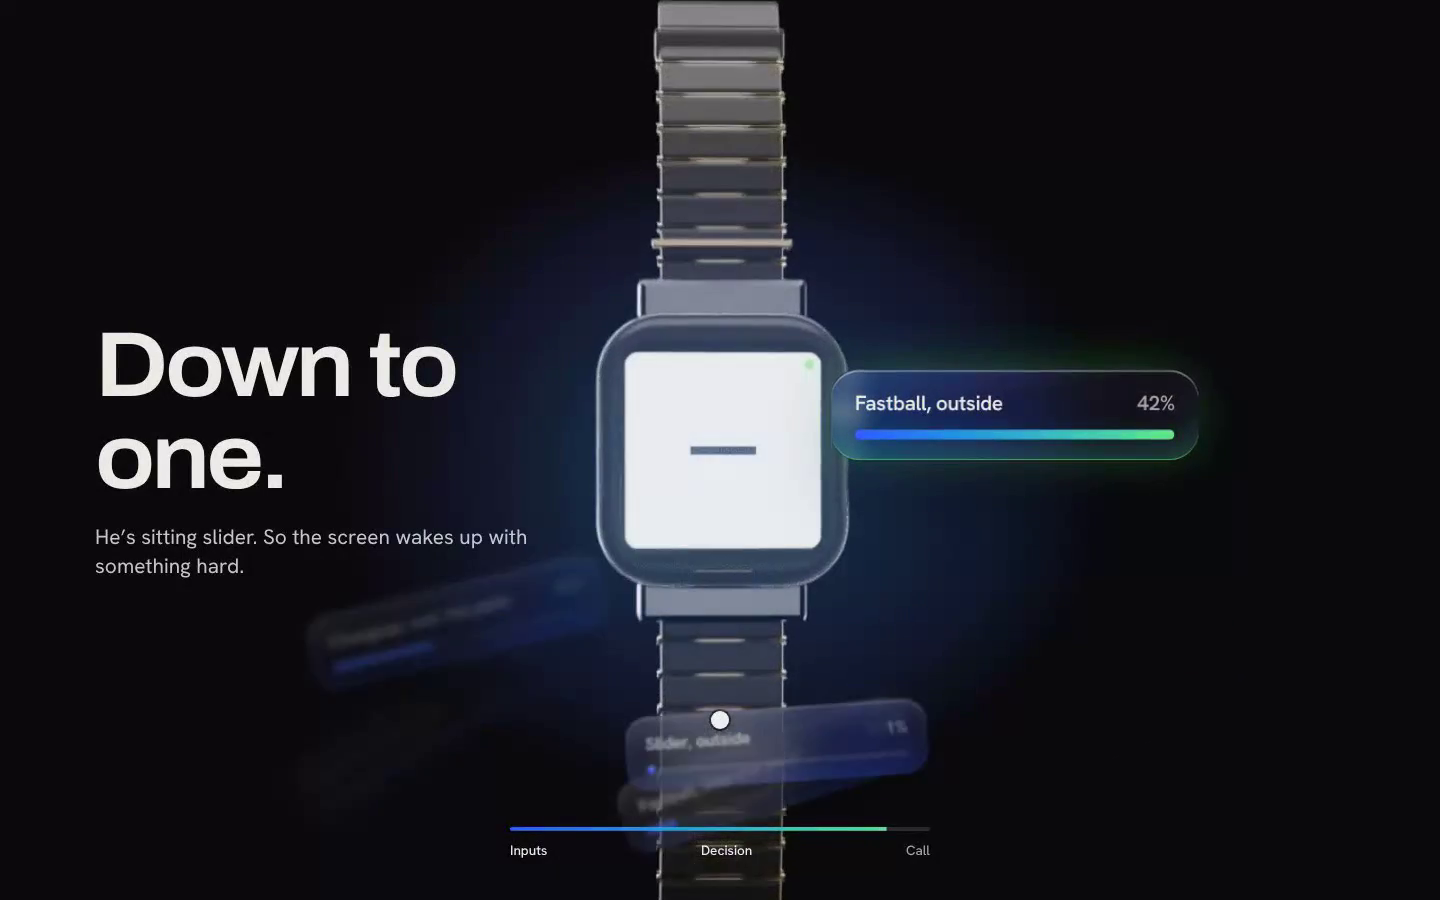 Down to
one.
He’s sitting slider. So the screen wakes up with
something hard.
Fastball, outside 42%
Slider, outside 1%
Inputs Decision Call